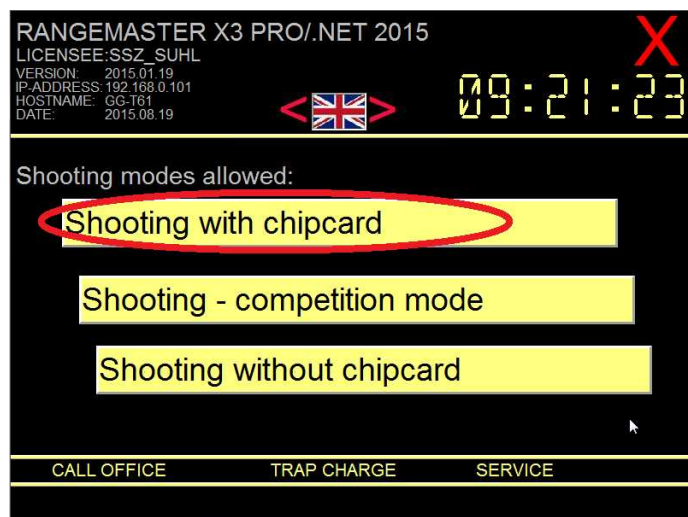 RANGEMASTER X3 PRO/.NET 2015
LICENSEE:SSZ_SUHL
VERSION: 2015.01.19
IP-ADDRESS: 192.168.0.101
HOSTNAME: GG-T61
DATE: 2015.08.19
X
< >
09:21:23
Shooting modes allowed:
Shooting with chipcard
Shooting - competition mode
Shooting without chipcard
CALL OFFICE TRAP CHARGE SERVICE